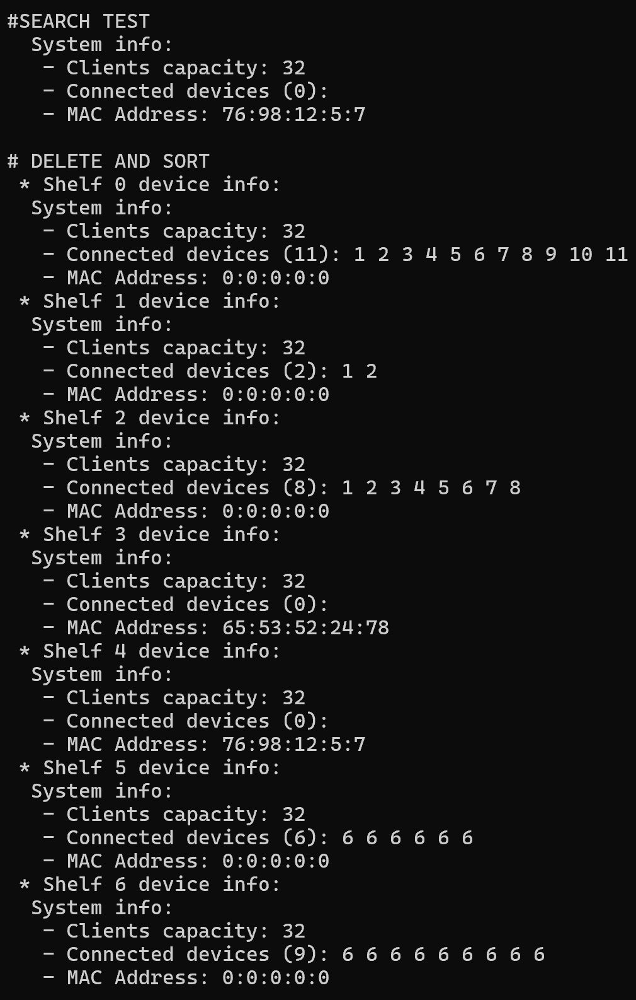 #SEARCH TEST
  System info:
   - Clients capacity: 32
   - Connected devices (0):
   - MAC Address: 76:98:12:5:7

# DELETE AND SORT
 * Shelf 0 device info:
  System info:
   - Clients capacity: 32
   - Connected devices (11): 1 2 3 4 5 6 7 8 9 10 11
   - MAC Address: 0:0:0:0:0
 * Shelf 1 device info:
  System info:
   - Clients capacity: 32
   - Connected devices (2): 1 2
   - MAC Address: 0:0:0:0:0
 * Shelf 2 device info:
  System info:
   - Clients capacity: 32
   - Connected devices (8): 1 2 3 4 5 6 7 8
   - MAC Address: 0:0:0:0:0
 * Shelf 3 device info:
  System info:
   - Clients capacity: 32
   - Connected devices (0):
   - MAC Address: 65:53:52:24:78
 * Shelf 4 device info:
  System info:
   - Clients capacity: 32
   - Connected devices (0):
   - MAC Address: 76:98:12:5:7
 * Shelf 5 device info:
  System info:
   - Clients capacity: 32
   - Connected devices (6): 6 6 6 6 6 6
   - MAC Address: 0:0:0:0:0
 * Shelf 6 device info:
  System info:
   - Clients capacity: 32
   - Connected devices (9): 6 6 6 6 6 6 6 6 6
   - MAC Address: 0:0:0:0:0